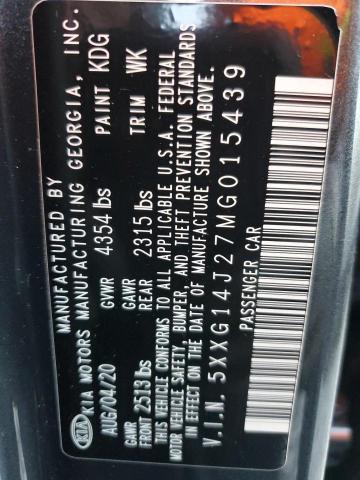 MANUFACTURED BY
KIA KIA MOTORS MANUFACTURING GEORGIA, INC.
AUG/04/20 GVWR 4354 lbs PAINT KDG
GAWR FRONT 2513 lbs GAWR REAR 2315 lbs TRIM WK
THIS VEHICLE CONFORMS TO ALL APPLICABLE U.S.A. FEDERAL
MOTOR VEHICLE SAFETY, BUMPER, AND THEFT PREVENTION STANDARDS
IN EFFECT ON THE DATE OF MANUFACTURE SHOWN ABOVE.
V.I.N. 5XXG14J27MG015439
PASSENGER CAR